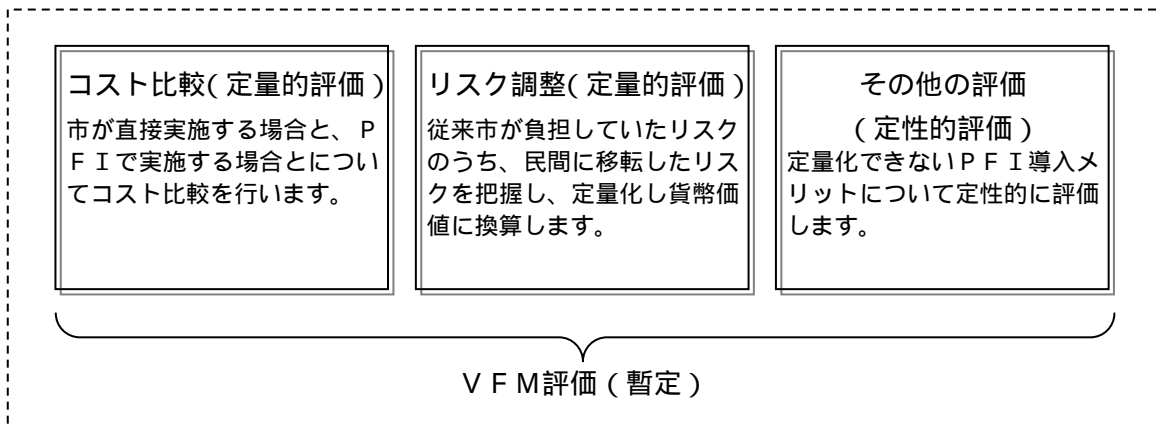 コスト比較（定量的評価）
市が直接実施する場合と、Ｐ
ＦＩで実施する場合とについ
てコスト比較を行います。
リスク調整（定量的評価）
従来市が負担していたリスク
のうち、民間に移転したリス
クを把握し、定量化し貨幣価
値に換算します。
その他の評価
（定性的評価）
定量化できないＰＦＩ導入メ
リットについて定性的に評価
します。
ＶＦＭ評価（暫定）